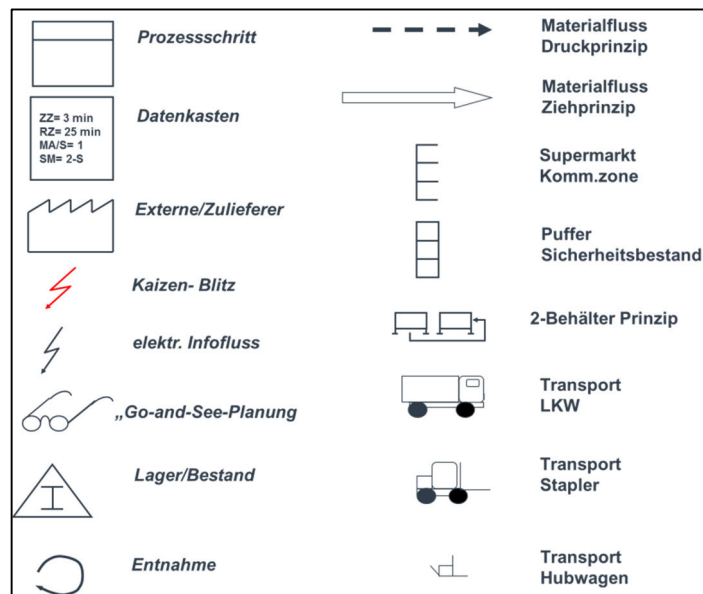 Prozessschritt
ZZ= 3 min
RZ= 25 min
MA/S= 1
SM= 2-S
Datenkasten
Externe/Zulieferer
Kaizen- Blitz
elektr. Infofluss
„Go-and-See-Planung
I
Lager/Bestand
Entnahme
Materialfluss
Druckprinzip
Materialfluss
Ziehprinzip
Supermarkt
Komm.zone
Puffer
Sicherheitsbestand
2-Behälter Prinzip
Transport
LKW
Transport
Stapler
Transport
Hubwagen